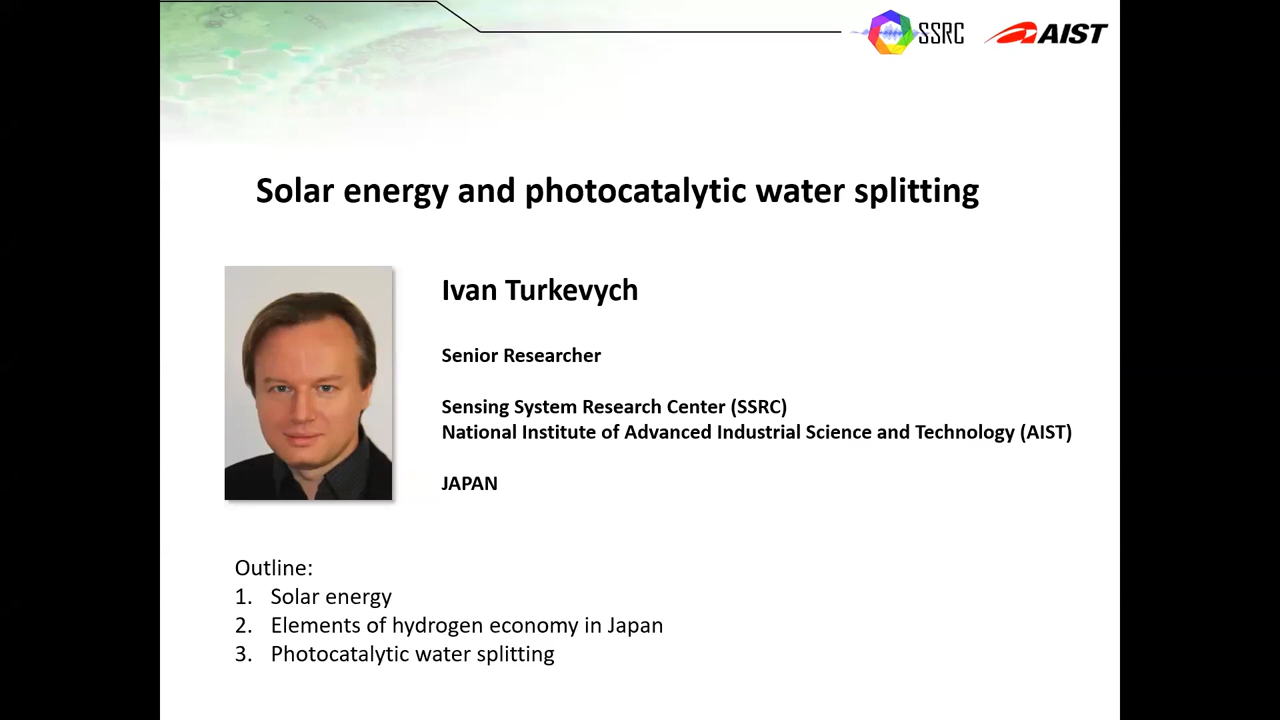 SSRC
AIST
Solar energy and photocatalytic water splitting
Ivan Turkevych
Senior Researcher
Sensing System Research Center (SSRC)
National Institute of Advanced Industrial Science and Technology (AIST)
JAPAN
Outline:
1. Solar energy
2. Elements of hydrogen economy in Japan
3. Photocatalytic water splitting